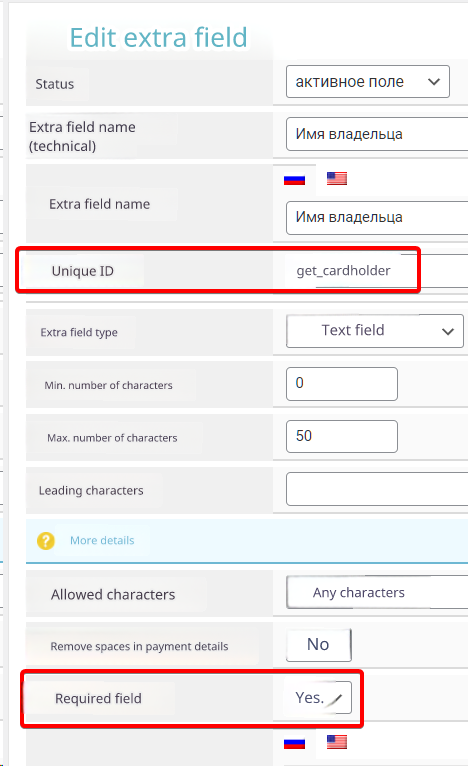 Edit extra field
Status
активное поле
Extra field name
(technical)
Имя владельца
Extra field name
Имя владельца
Unique ID
get_cardholder
Extra field type
Text field
Min. number of characters
0
Max. number of characters
50
Leading characters
? More details
Allowed characters
Any characters
Remove spaces in payment details
No
Required field
Yes.